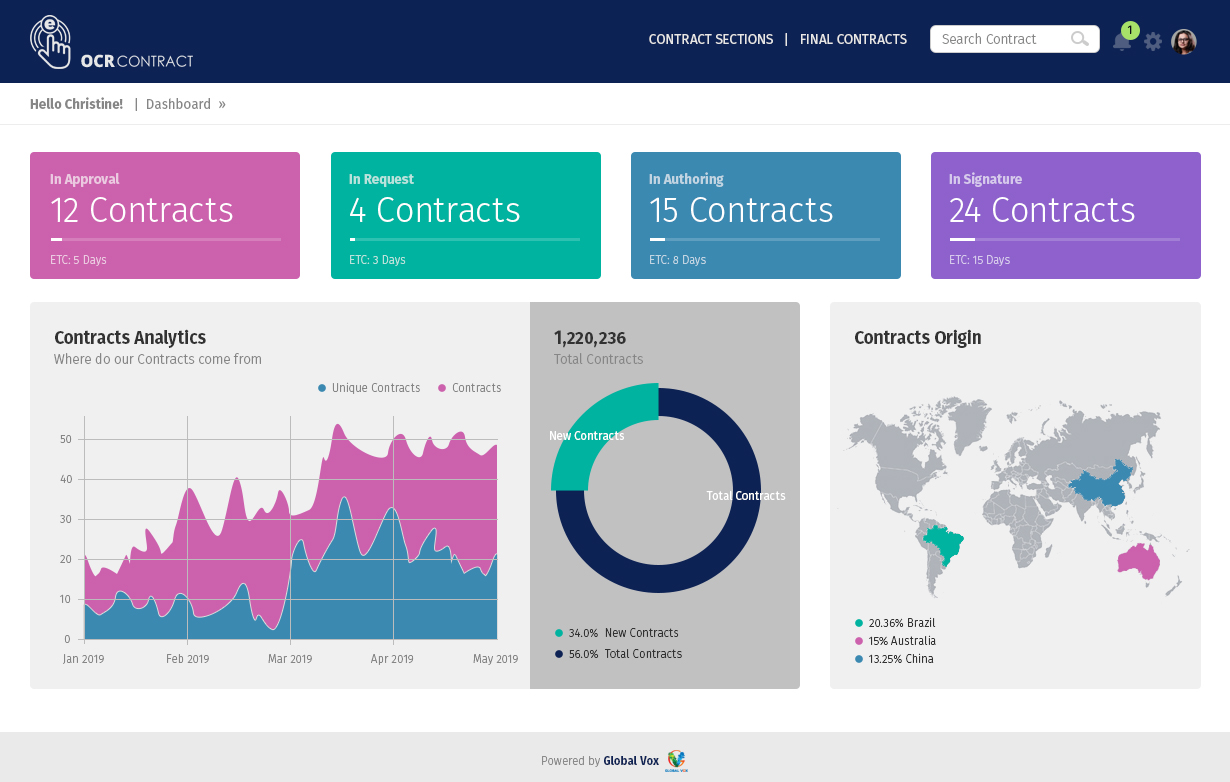 e
im
OCRCONTRACT
CONTRACT SECTIONS | FINAL CONTRACTS
Search Contract
1
Hello Christine! | Dashboard »
In Approval
12 Contracts
ETC: 5 Days
In Request
4 Contracts
ETC: 3 Days
In Authoring
15 Contracts
ETC: 8 Days
In Signature
24 Contracts
ETC: 15 Days
Contracts Analytics
Where do our Contracts come from
Unique Contracts Contracts
50
40
30
20
10
0
Jan 2019 Feb 2019 Mar 2019 Apr 2019 May 2019
1,220,236
Total Contracts
New Contracts
Total Contracts
34.0% New Contracts
56.0% Total Contracts
Contracts Origin
20.36% Brazil
15% Australia
13.25% China
Powered by Global Vox
GLOBAL VOX